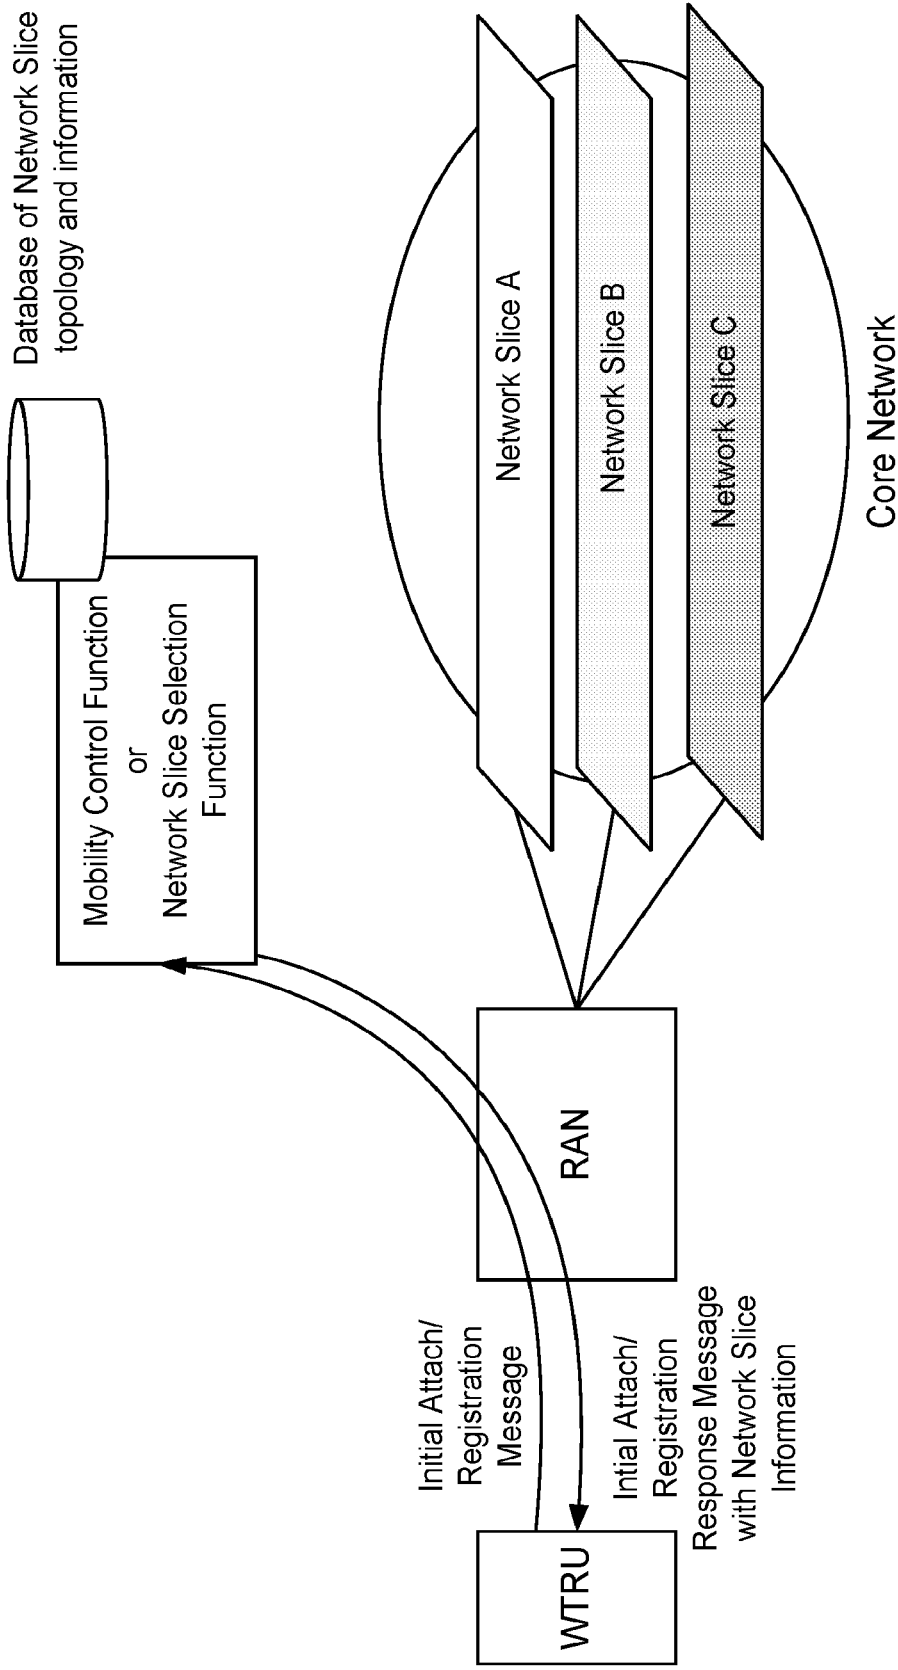 Database of Network Slice
topology and information
Mobility Control Function
or
Network Slice Selection
Function
Initial Attach/
Registration
Message
WTRU
RAN
Intial Attach/
Registration
Response Message
with Network Slice
Information
Network Slice A
Network Slice B
Network Slice C
Core Network